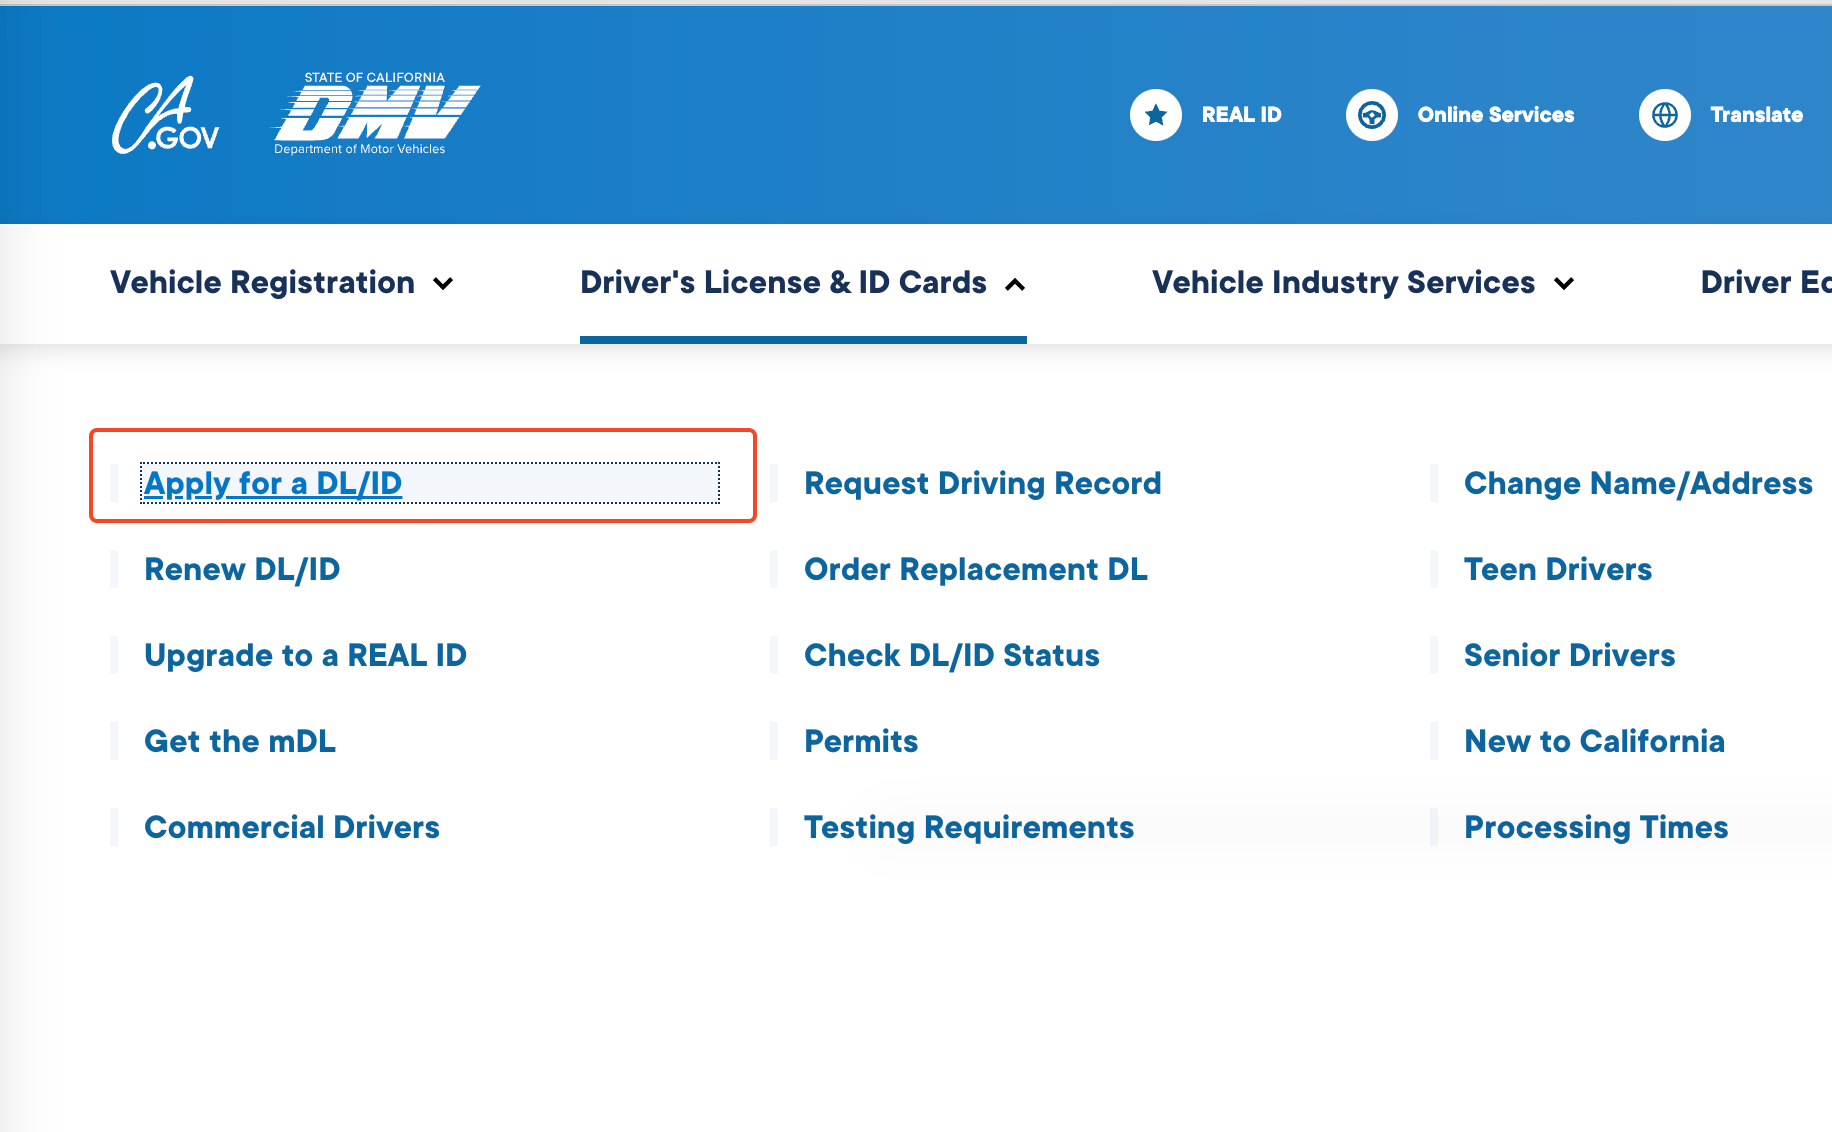 CA
.GOV
STATE OF CALIFORNIA
DMV
Department of Motor Vehicles
REAL ID
Online Services
Translate
Vehicle Registration
Driver's License & ID Cards
Vehicle Industry Services
Driver
Apply for a DL/ID
Request Driving Record
Change Name/Address
Renew DL/ID
Order Replacement DL
Teen Drivers
Upgrade to a REAL ID
Check DL/ID Status
Senior Drivers
Get the mDL
Permits
New to California
Commercial Drivers
Testing Requirements
Processing Times